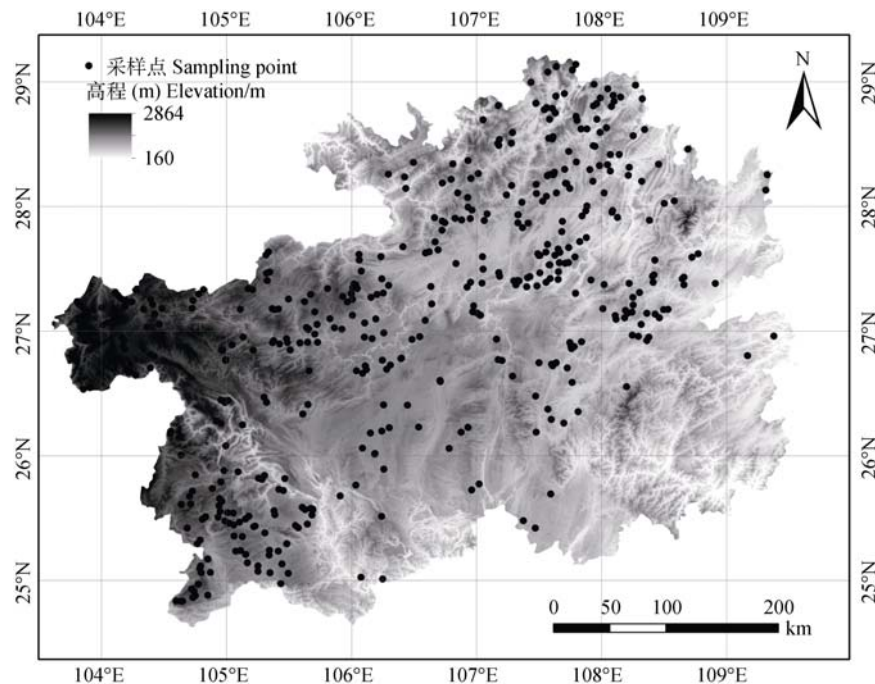 104°E 105°E 106°E 107°E 108°E 109°E
采样点 Sampling point
高程 (m) Elevation/m
2864
160
N
29°N 29°N
28°N 28°N
27°N 27°N
26°N 26°N
25°N 25°N
0 50 100 200
km
104°E 105°E 106°E 107°E 108°E 109°E